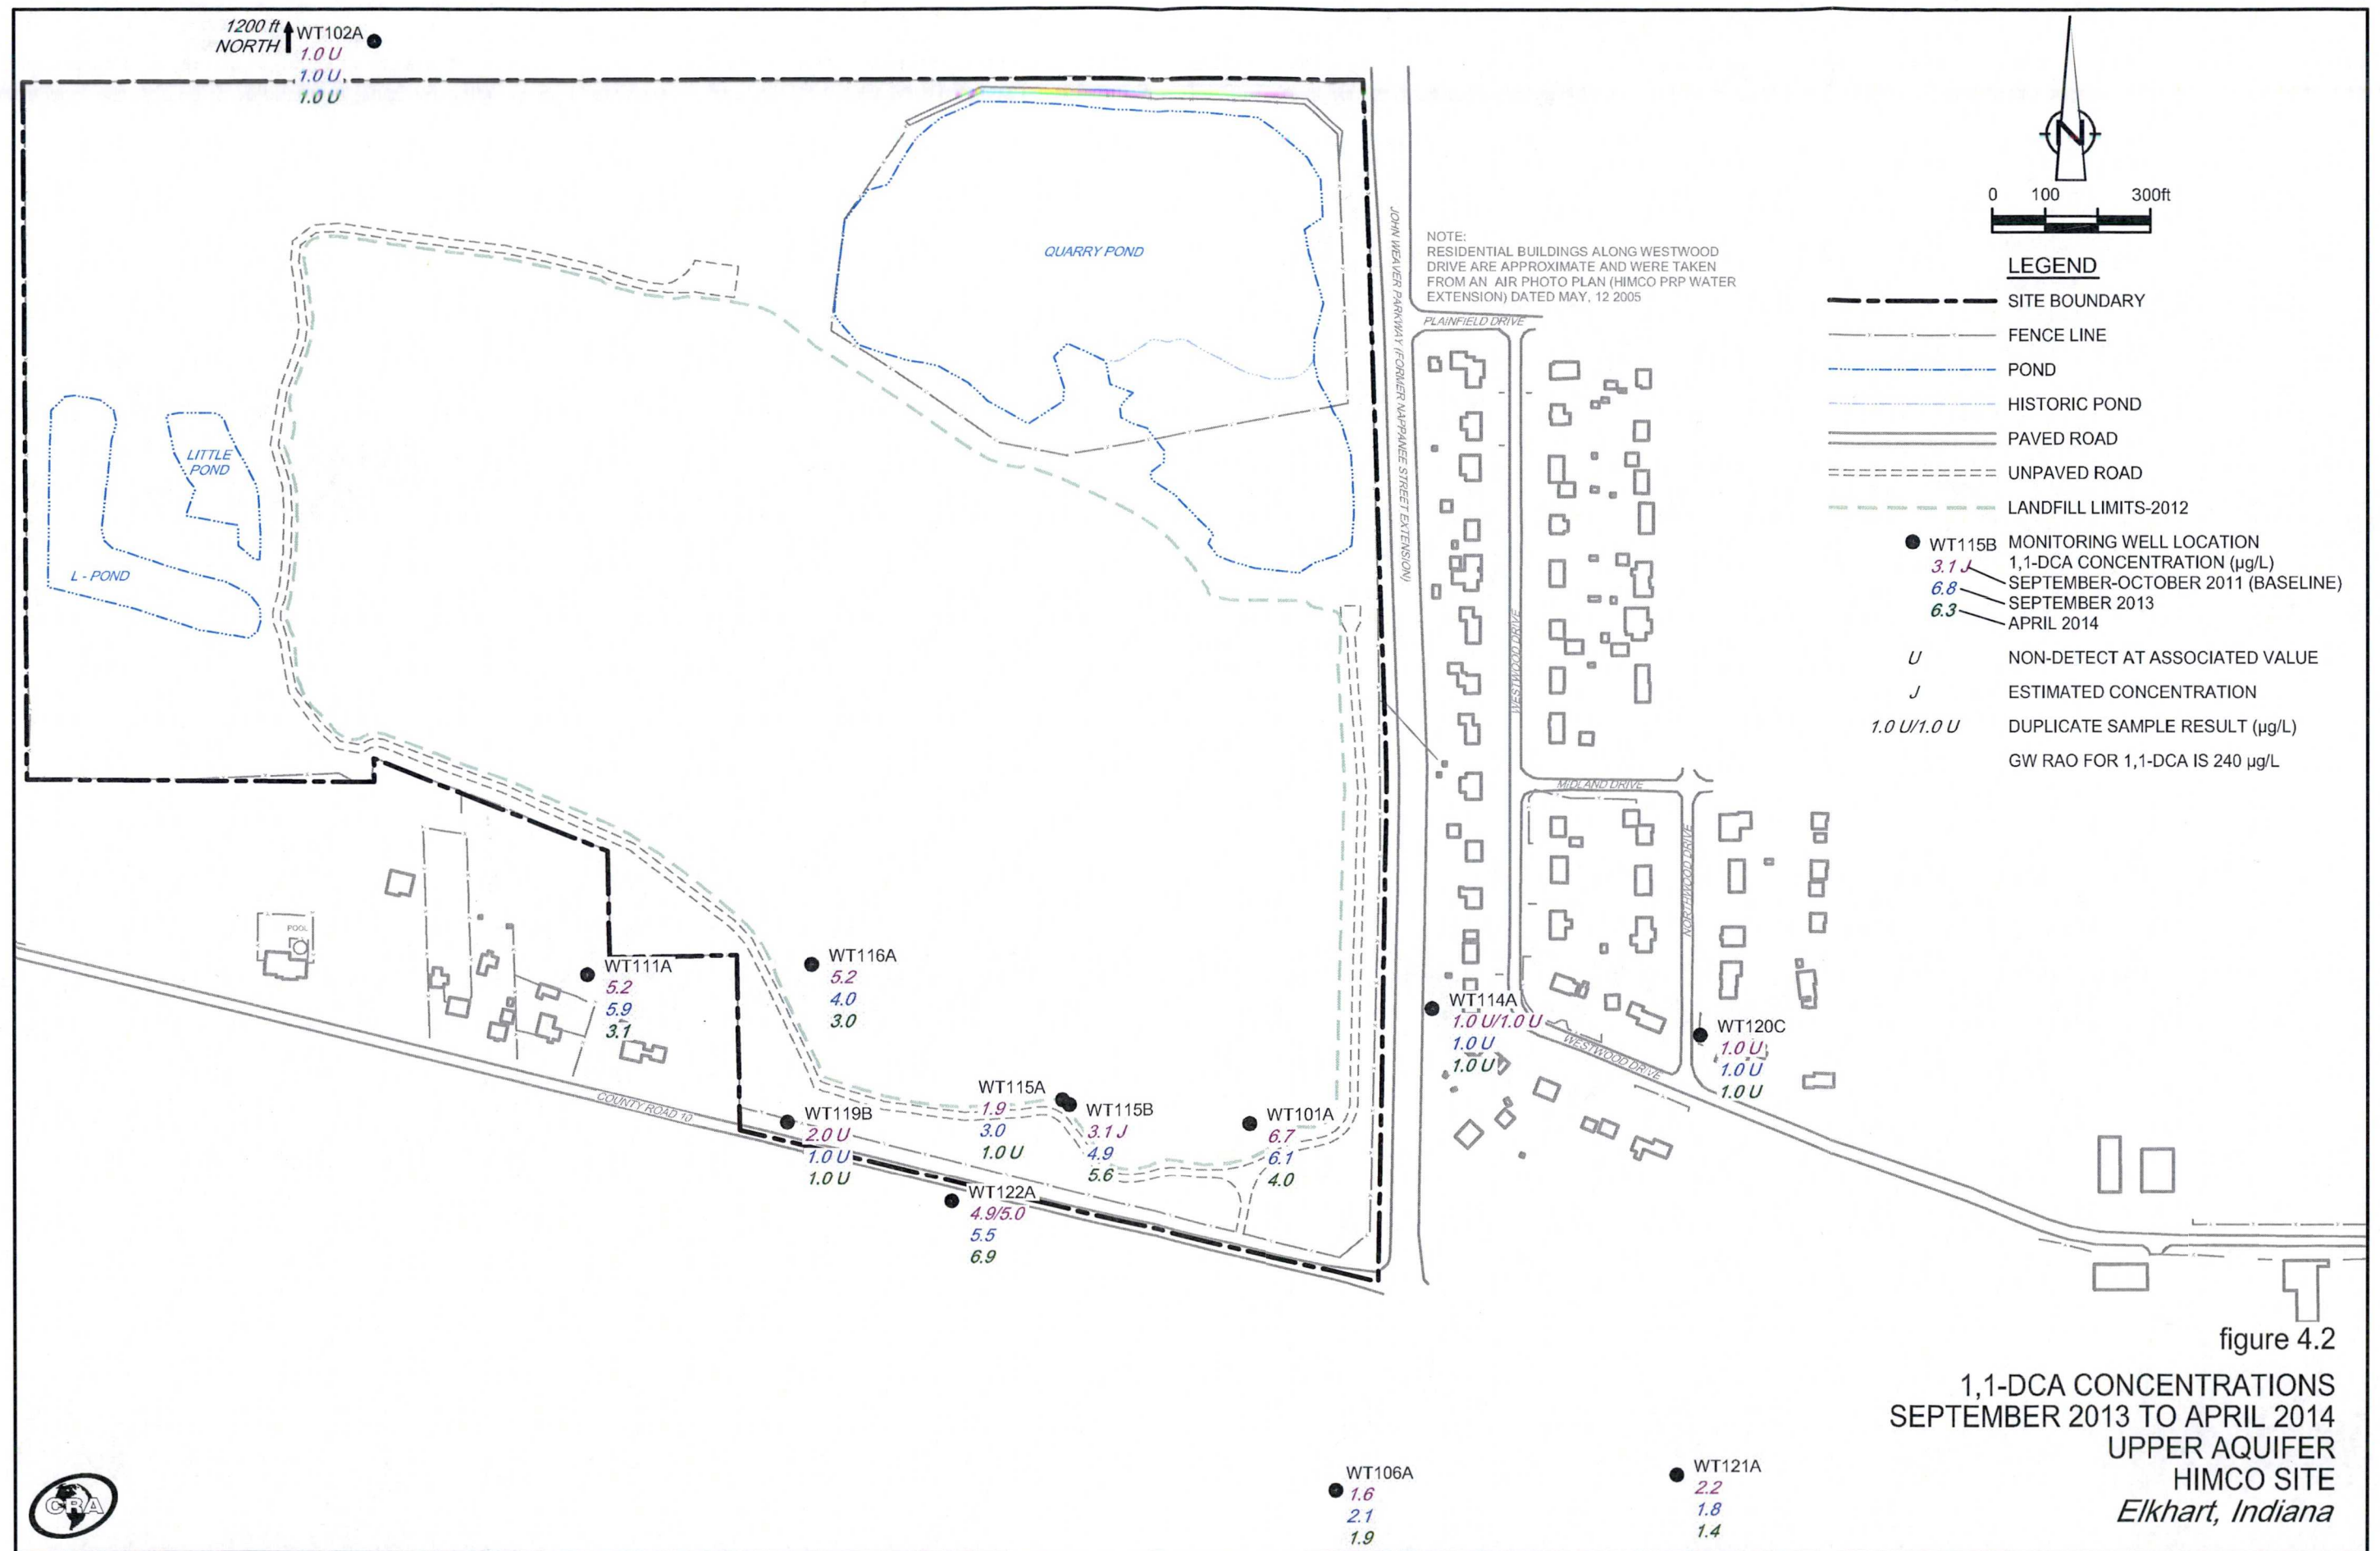 1200 ft
NORTH
WT102A
1.0 U
1.0 U
1.0 U
QUARRY POND
LITTLE
POND
L - POND
JOHN WEAVER PARKWAY (FORMER NAPPANEE STREET EXTENSION)
NOTE:
RESIDENTIAL BUILDINGS ALONG WESTWOOD
DRIVE ARE APPROXIMATE AND WERE TAKEN
FROM AN AIR PHOTO PLAN (HIMCO PRP WATER
EXTENSION) DATED MAY, 12 2005
PLAINFIELD DRIVE
WESTWOOD DRIVE
MIDLAND DRIVE
NORTHWOOD DRIVE
WESTWOOD DRIVE
N
0 100 300ft
LEGEND
SITE BOUNDARY
FENCE LINE
POND
HISTORIC POND
PAVED ROAD
UNPAVED ROAD
LANDFILL LIMITS-2012
WT115B MONITORING WELL LOCATION
3.1 J 1,1-DCA CONCENTRATION (µg/L)
SEPTEMBER-OCTOBER 2011 (BASELINE)
6.8 SEPTEMBER 2013
6.3 APRIL 2014
U NON-DETECT AT ASSOCIATED VALUE
J ESTIMATED CONCENTRATION
1.0 U/1.0 U DUPLICATE SAMPLE RESULT (µg/L)
GW RAO FOR 1,1-DCA IS 240 µg/L
POOL
COUNTY ROAD 10
WT111A
5.2
5.9
3.1
WT116A
5.2
4.0
3.0
WT119B
2.0 U
1.0 U
1.0 U
WT115A
1.9
3.0
1.0 U
WT115B
3.1 J
4.9
5.6
WT101A
6.7
6.1
4.0
WT122A
4.9/5.0
5.5
6.9
WT114A
1.0 U/1.0 U
1.0 U
1.0 U
WT120C
1.0 U
1.0 U
1.0 U
WT106A
1.6
2.1
1.9
WT121A
2.2
1.8
1.4
CRA
figure 4.2
1,1-DCA CONCENTRATIONS
SEPTEMBER 2013 TO APRIL 2014
UPPER AQUIFER
HIMCO SITE
Elkhart, Indiana